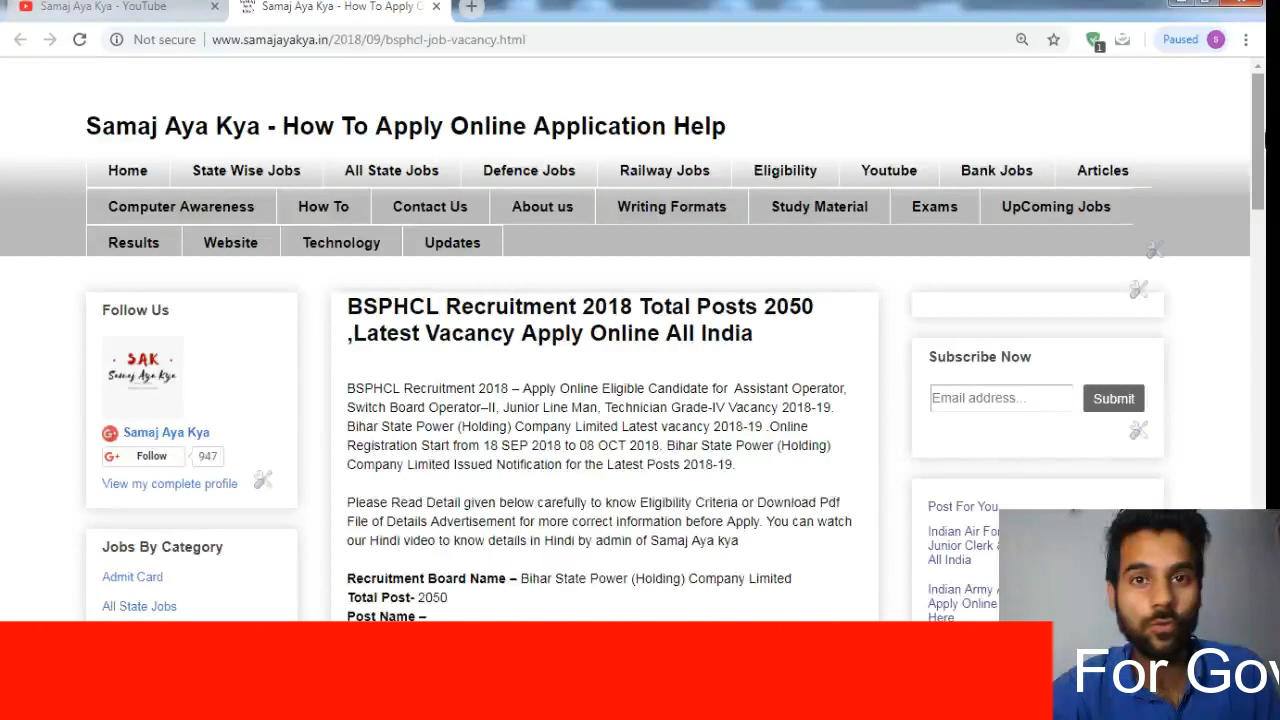 Samaj Aya Kya - YouTube
Samaj Aya Kya - How To Apply O
Not secure
www.samajayakya.in/2018/09/bsphcl-job-vacancy.html
1
Paused
S
Samaj Aya Kya - How To Apply Online Application Help
Home State Wise Jobs All State Jobs Defence Jobs Railway Jobs Eligibility Youtube Bank Jobs Articles
Computer Awareness How To Contact Us About us Writing Formats Study Material Exams UpComing Jobs
Results Website Technology Updates
Follow Us
SAK
Samaj Aya Kya
G+ Samaj Aya Kya
G+ Follow 947
View my complete profile
Jobs By Category
Admit Card
All State Jobs
BSPHCL Recruitment 2018 Total Posts 2050
,Latest Vacancy Apply Online All India
BSPHCL Recruitment 2018 – Apply Online Eligible Candidate for Assistant Operator,
Switch Board Operator–II, Junior Line Man, Technician Grade-IV Vacancy 2018-19.
Bihar State Power (Holding) Company Limited Latest vacancy 2018-19 .Online
Registration Start from 18 SEP 2018 to 08 OCT 2018. Bihar State Power (Holding)
Company Limited Issued Notification for the Latest Posts 2018-19.
Please Read Detail given below carefully to know Eligibility Criteria or Download Pdf
File of Details Advertisement for more correct information before Apply. You can watch
our Hindi video to know details in Hindi by admin of Samaj Aya kya
Recruitment Board Name – Bihar State Power (Holding) Company Limited
Total Post- 2050
Post Name –
Subscribe Now
Email address...
Submit
Post For You
Indian Air For
Junior Clerk &
All India
Indian Army
Apply Online
Here
For Gov